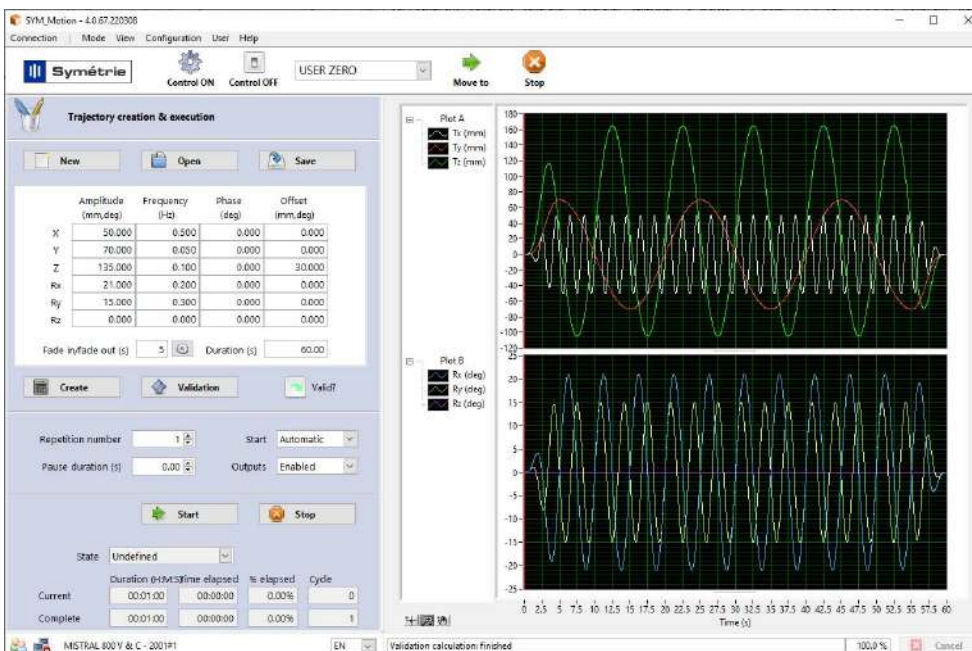 SYM_Motion - 4.0.67.220308
Connection Mode View Configuration User Help
Symétrie
Control ON Control OFF USER ZERO Move to Stop
Trajectory creation & execution
New Open Save
Amplitude (mm,deg) Frequency (Hz) Phase (deg) Offset (mm,deg)
X 50.000 0.500 0.000 0.000
Y 70.000 0.050 0.000 0.000
Z 135.000 0.100 0.000 30.000
Rx 21.000 0.200 0.000 0.000
Ry 15.000 0.300 0.000 0.000
Rz 0.000 0.000 0.000 0.000
Fade in/fade out (s) 5 Duration (s) 60.00
Create Validation Valid?
Repetition number 1 Start Automatic
Pause duration (s) 0.00 Outputs Enabled
Start Stop
State Undefined
Duration (H:M:S) Time elapsed % elapsed Cycle
Current 00:01:00 00:00:00 0.00% 0
Complete 00:01:00 00:00:00 0.00% 1
Plot A
Tx (mm)
Ty (mm)
Tz (mm)
180
160
140
120
100
80
60
40
20
0
-20
-40
-60
-80
-100
-120
Plot B
Rx (deg)
Ry (deg)
Rz (deg)
25
20
15
10
5
0
-5
-10
-15
-20
-25
0 2.5 5 7.5 10 12.5 15 17.5 20 22.5 25 27.5 30 32.5 35 37.5 40 42.5 45 47.5 50 52.5 55 57.5 60
Time (s)
MISTRAL 800 V & C - 2001#1 EN Validation calculation: finished 100.0 % Cancel